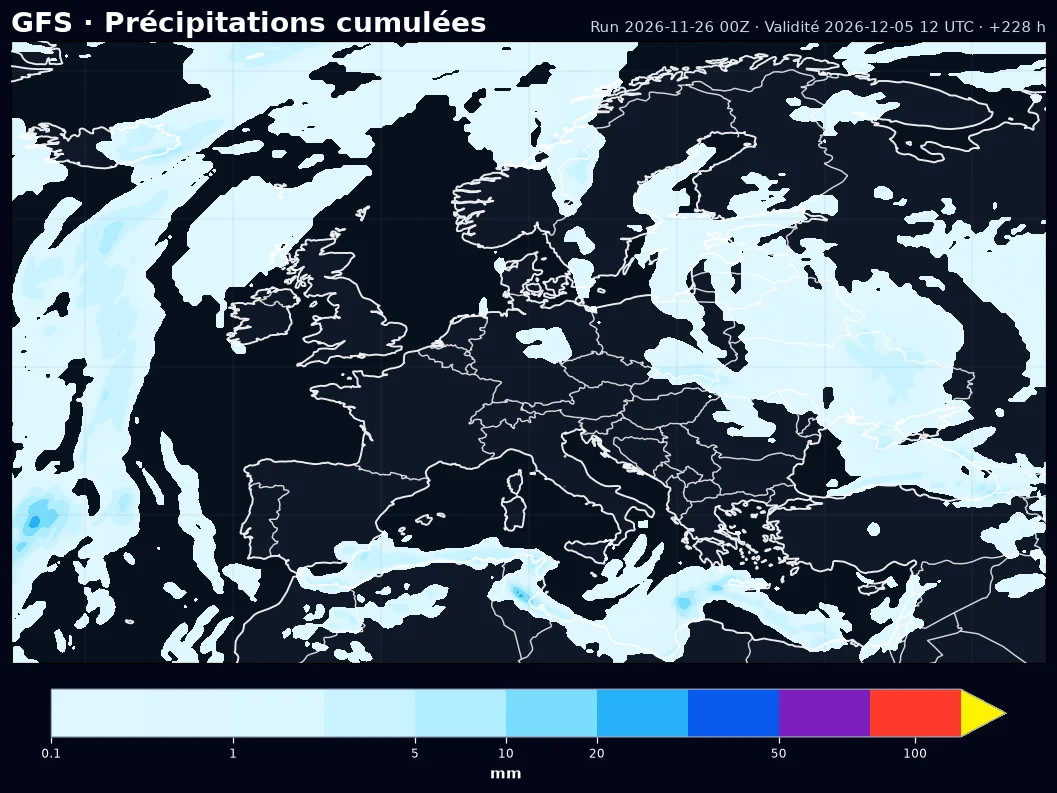 GFS · Précipitations cumulées
Run 2026-11-26 00Z · Validité 2026-12-05 12 UTC · +228 h
0.1 1 5 10 20 50 100
mm